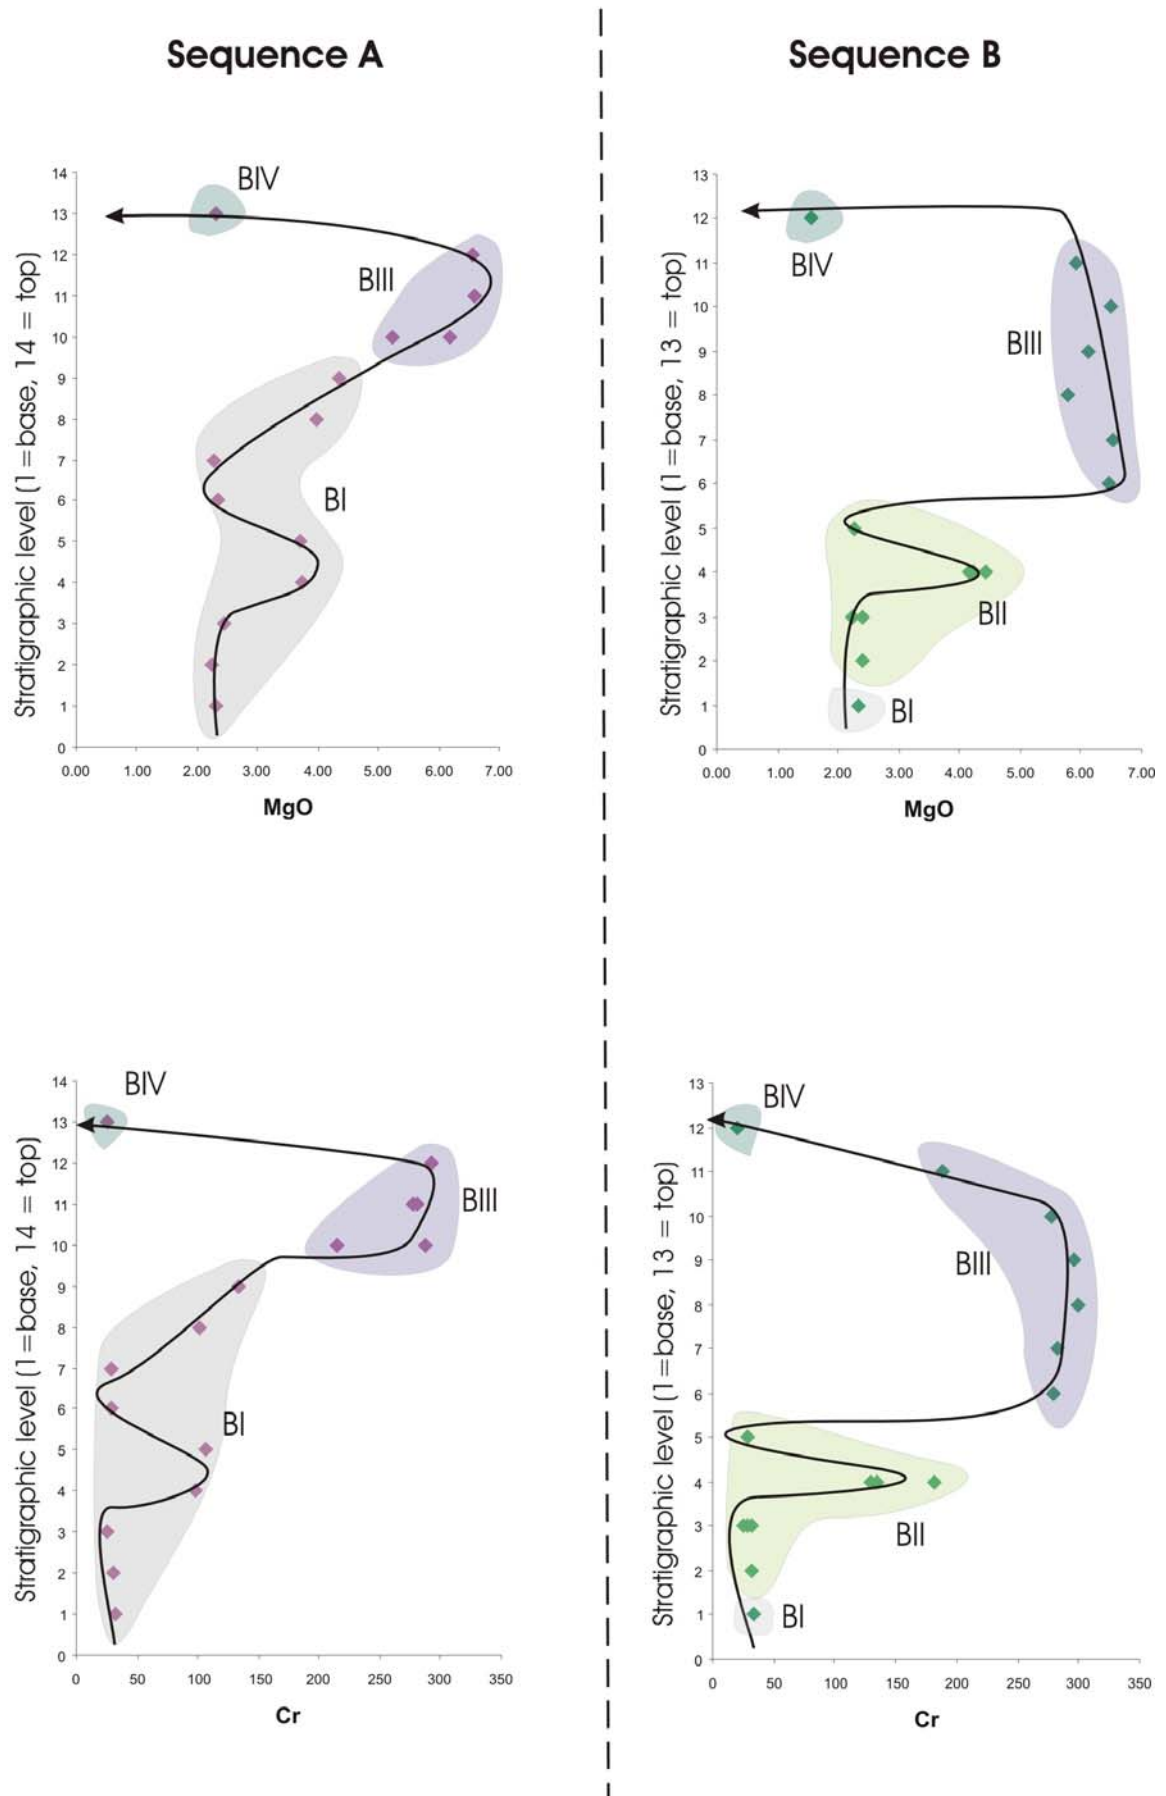 Sequence A
Sequence B
Stratigraphic level (1=base, 14 = top)
14
13
12
11
10
9
8
7
6
5
4
3
2
1
0
BIV
BIII
BI
0.00 1.00 2.00 3.00 4.00 5.00 6.00 7.00
MgO
Stratigraphic level (1=base, 13 = top)
13
12
11
10
9
8
7
6
5
4
3
2
1
0
BIV
BIII
BII
BI
0.00 1.00 2.00 3.00 4.00 5.00 6.00 7.00
MgO
Stratigraphic level (1=base, 14 = top)
14
13
12
11
10
9
8
7
6
5
4
3
2
1
0
BIV
BIII
BI
0 50 100 150 200 250 300 350
Cr
Stratigraphic level (1=base, 13 = top)
13
12
11
10
9
8
7
6
5
4
3
2
1
0
BIV
BIII
BII
BI
0 50 100 150 200 250 300 350
Cr